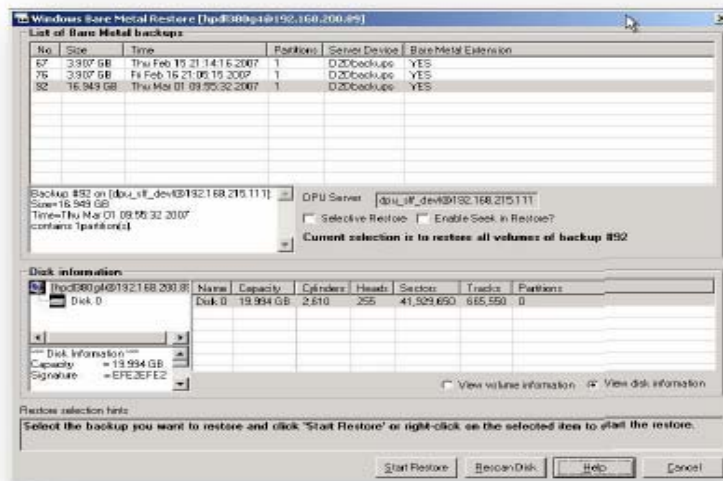 Windows Bare Metal Restore [hpdl380g4@192.168.200.89]
List of Bare Metal backups
No. Size Time Partitions Server Device Bare Metal Extension
67 3.907 GB Thu Feb 15 21:14:16 2007 1 D2Dbackups YES
76 3.907 GB Fri Feb 16 21:05:15 2007 1 D2Dbackups YES
92 16.949 GB Thu Mar 01 09:55:32 2007 1 D2Dbackups YES
Backup #92 on [dpu_slf_devl@192.168.215.111]
Size=16.949 GB
Time=Thu Mar 01 09:55:32 2007
contains 1partition(s).
DPU Server dpu_slf_devl@192.168.215.111
Selective Restore Enable Seek in Restore?
Current selection is to restore all volumes of backup #92
Disk information
[hpdl380g4@192.168.200.89
Disk 0
Name Capacity Cylinders Heads Sectors Tracks Partitions
Disk 0 19.994 GB 2,610 255 41,929,650 665,550 0
*** Disk Information ***
Capacity = 19.994 GB
Signature = EFE2EFE2
View volume information View disk information
Restore selection hints
Select the backup you want to restore and click 'Start Restore' or right-click on the selected item to start the restore.
Start Restore Rescan Disk Help Cancel